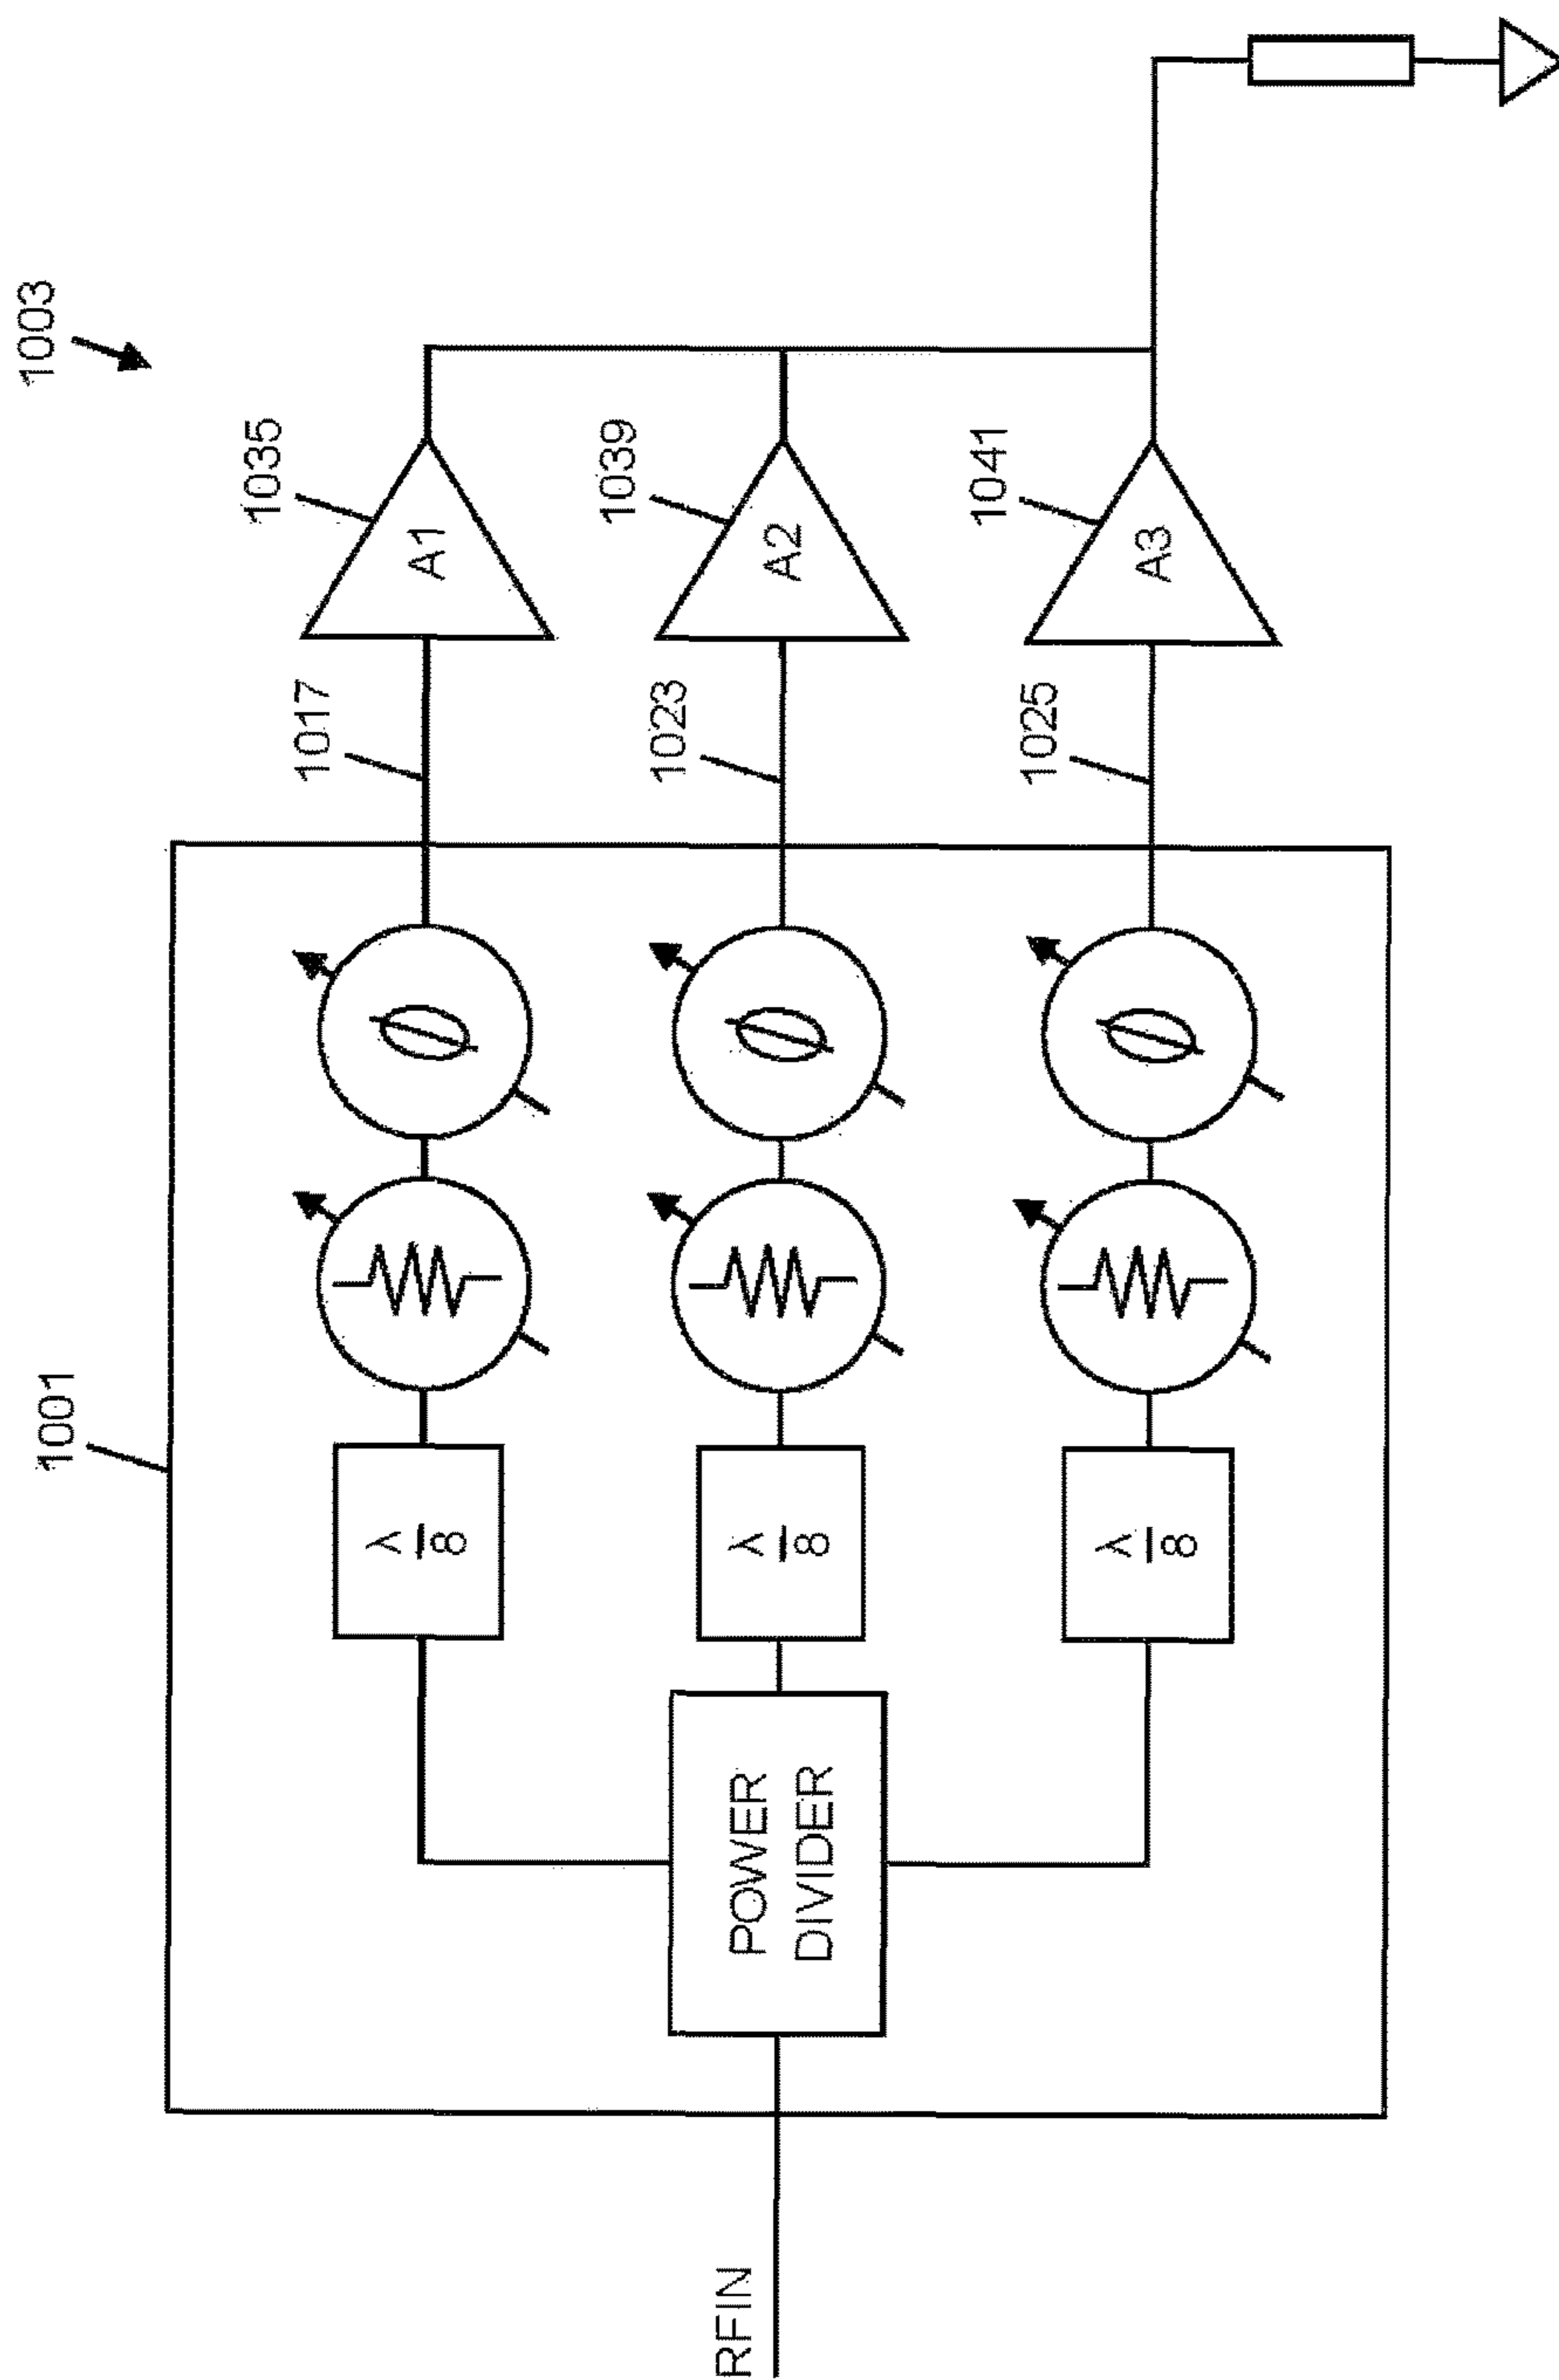 1003
1035
A1
1017
1001
λ
8
1039
A2
1023
λ
8
POWER
DIVIDER
RFIN
1041
A3
1025
λ
8